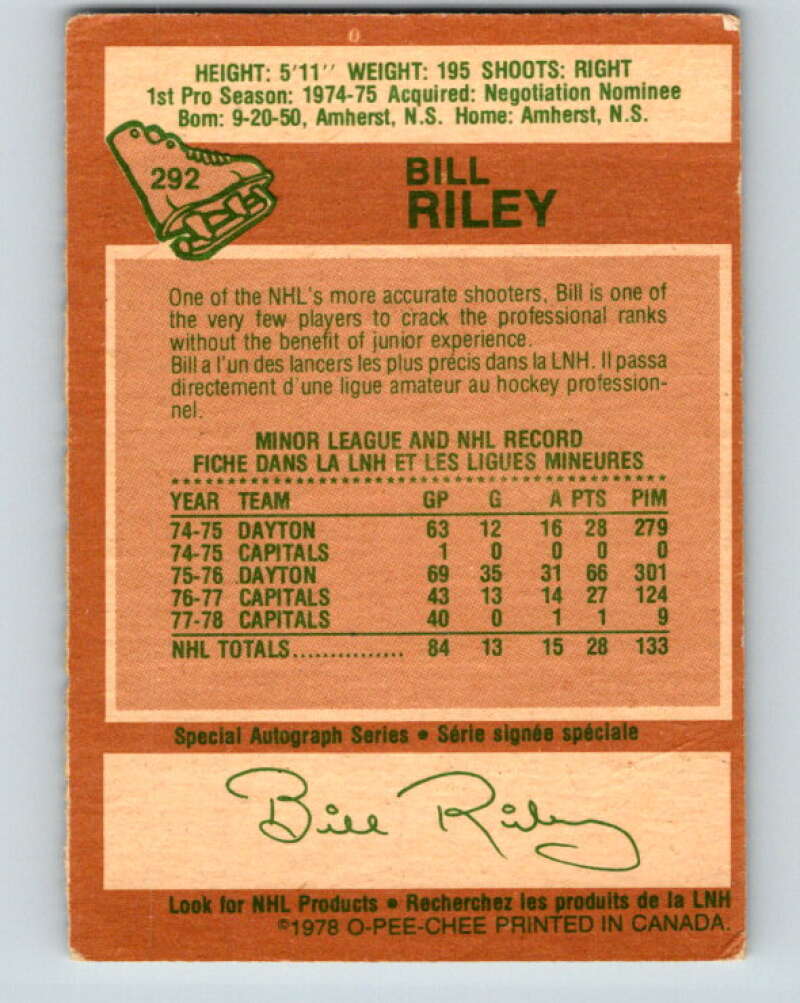 HEIGHT: 5'11'' WEIGHT: 195 SHOOTS: RIGHT
1st Pro Season: 1974-75 Acquired: Negotiation Nominee
Born: 9-20-50, Amherst, N.S. Home: Amherst, N.S.
292
BILL
RILEY
One of the NHL's more accurate shooters, Bill is one of
the very few players to crack the professional ranks
without the benefit of junior experience.
Bill a l'un des lancers les plus précis dans la LNH. Il passa
directement d'une ligue amateur au hockey profession-
nel.
MINOR LEAGUE AND NHL RECORD
FICHE DANS LA LNH ET LES LIGUES MINEURES
YEAR TEAM GP G A PTS PIM
74-75 DAYTON 63 12 16 28 279
74-75 CAPITALS 1 0 0 0 0
75-76 DAYTON 69 35 31 66 301
76-77 CAPITALS 43 13 14 27 124
77-78 CAPITALS 40 0 1 1 9
NHL TOTALS............... 84 13 15 28 133
Special Autograph Series • Série signée spéciale
Bill Riley
Look for NHL Products • Recherchez les produits de la LNH
©1978 O-PEE-CHEE PRINTED IN CANADA.